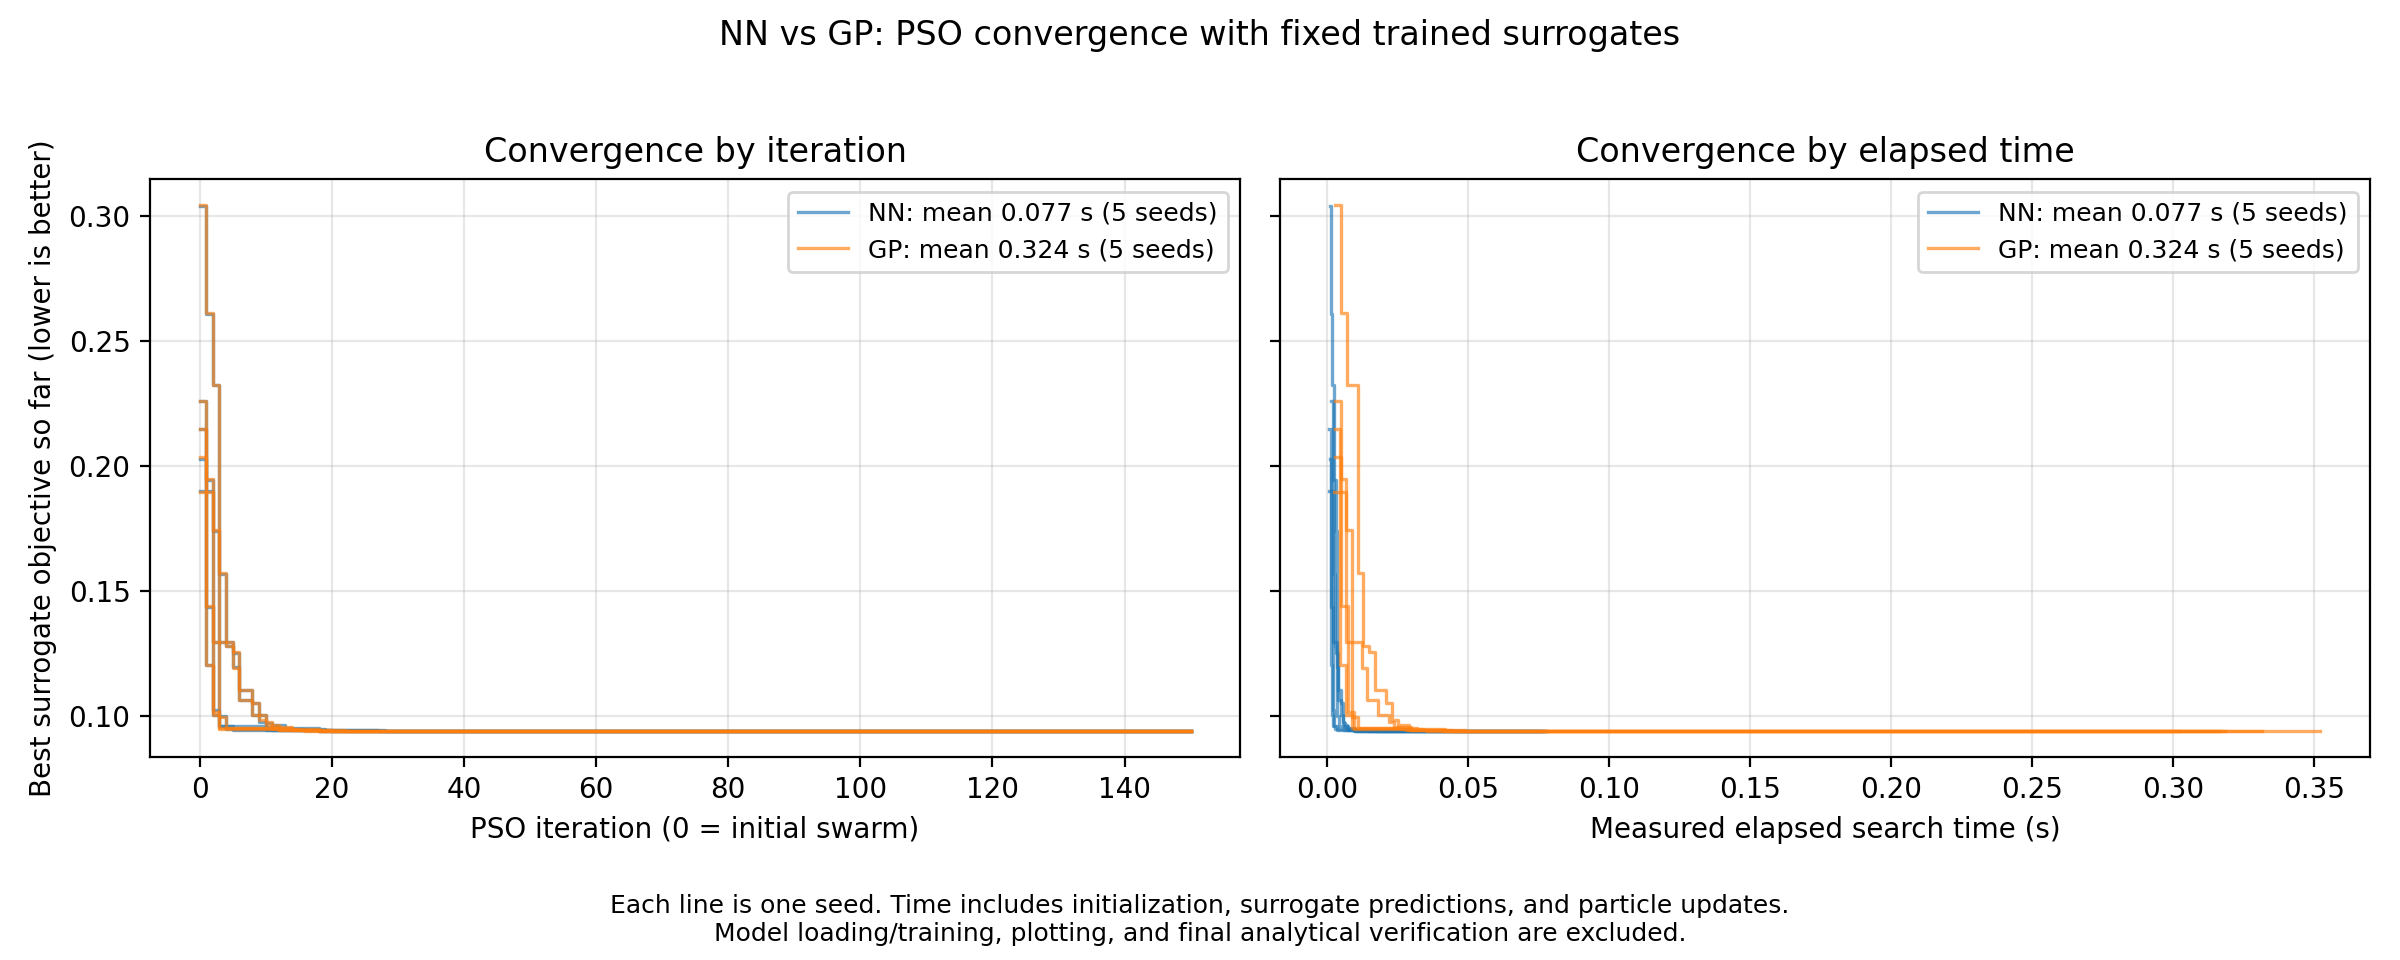 NN vs GP: PSO convergence with fixed trained surrogates
Convergence by iteration
Best surrogate objective so far (lower is better)
0.30
0.25
0.20
0.15
0.10
NN: mean 0.077 s (5 seeds)
GP: mean 0.324 s (5 seeds)
0 20 40 60 80 100 120 140
PSO iteration (0 = initial swarm)
Convergence by elapsed time
NN: mean 0.077 s (5 seeds)
GP: mean 0.324 s (5 seeds)
0.00 0.05 0.10 0.15 0.20 0.25 0.30 0.35
Measured elapsed search time (s)
Each line is one seed. Time includes initialization, surrogate predictions, and particle updates.
Model loading/training, plotting, and final analytical verification are excluded.